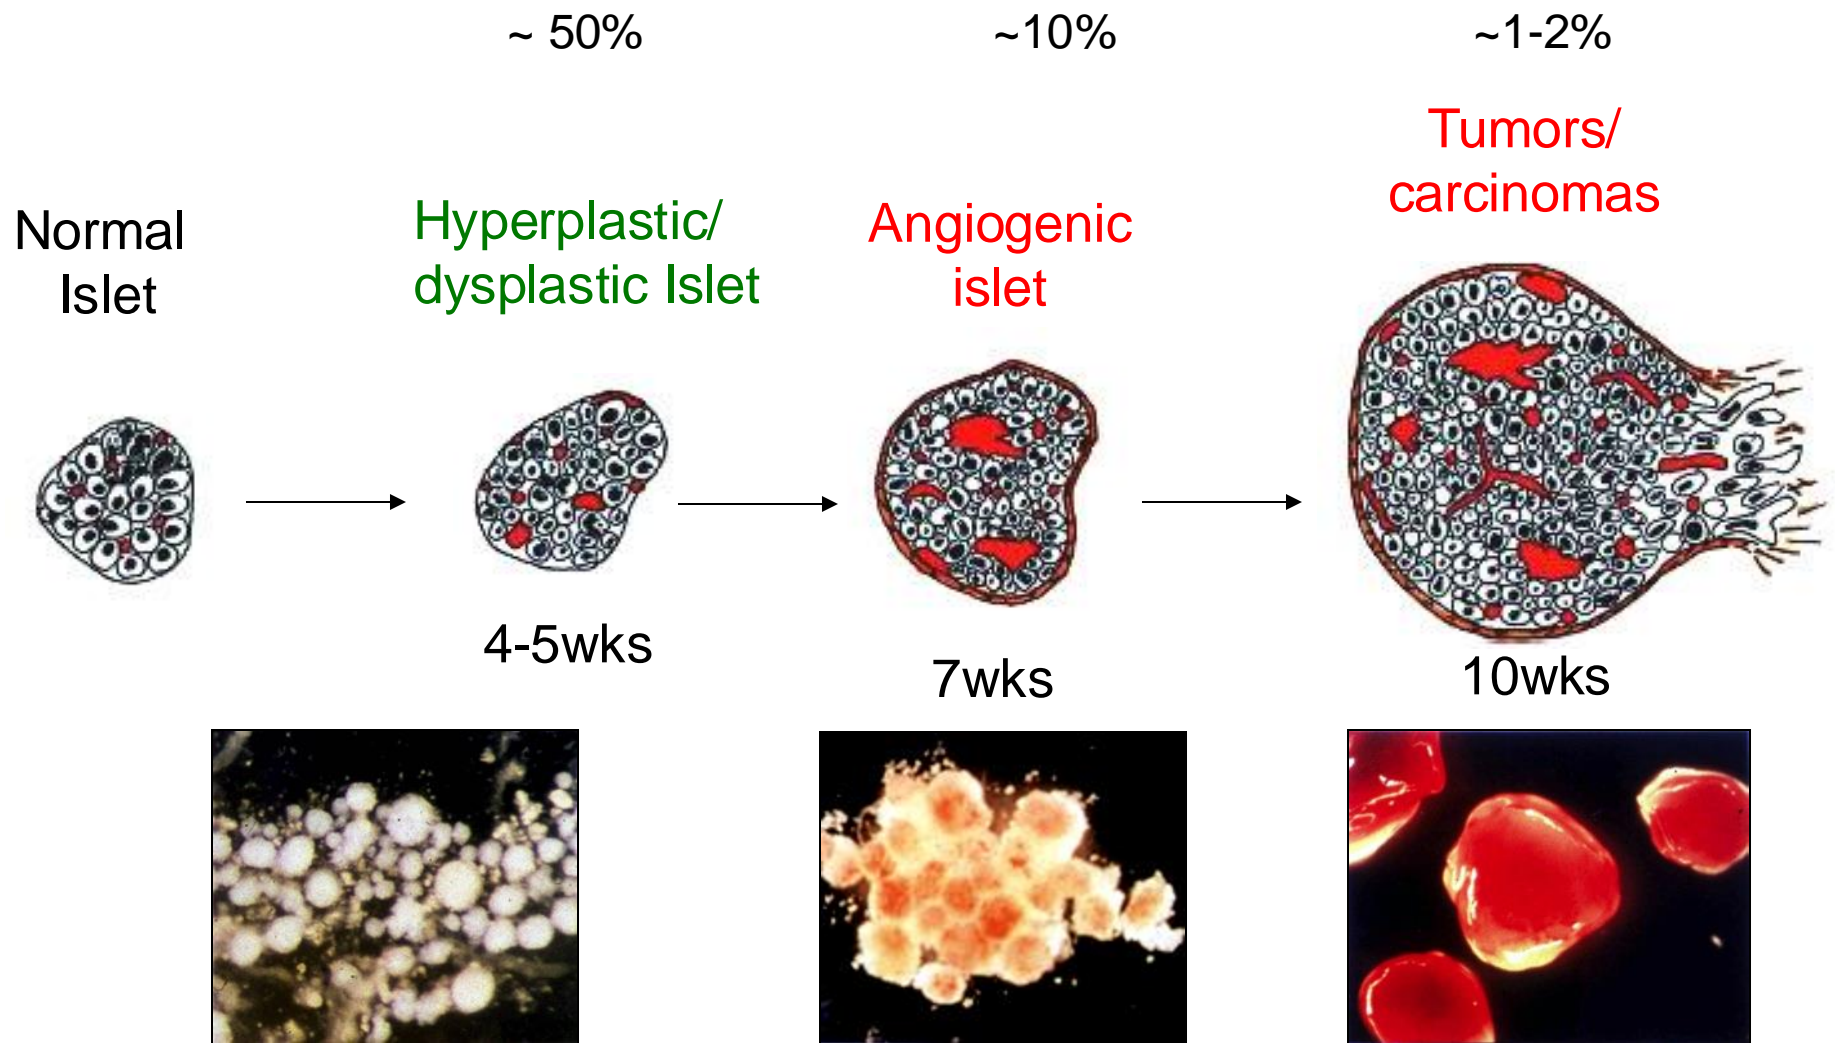 ~ 50%
~10%
~1-2%
Normal
Islet
Hyperplastic/
dysplastic Islet
Angiogenic
islet
Tumors/
carcinomas
4-5wks
7wks
10wks